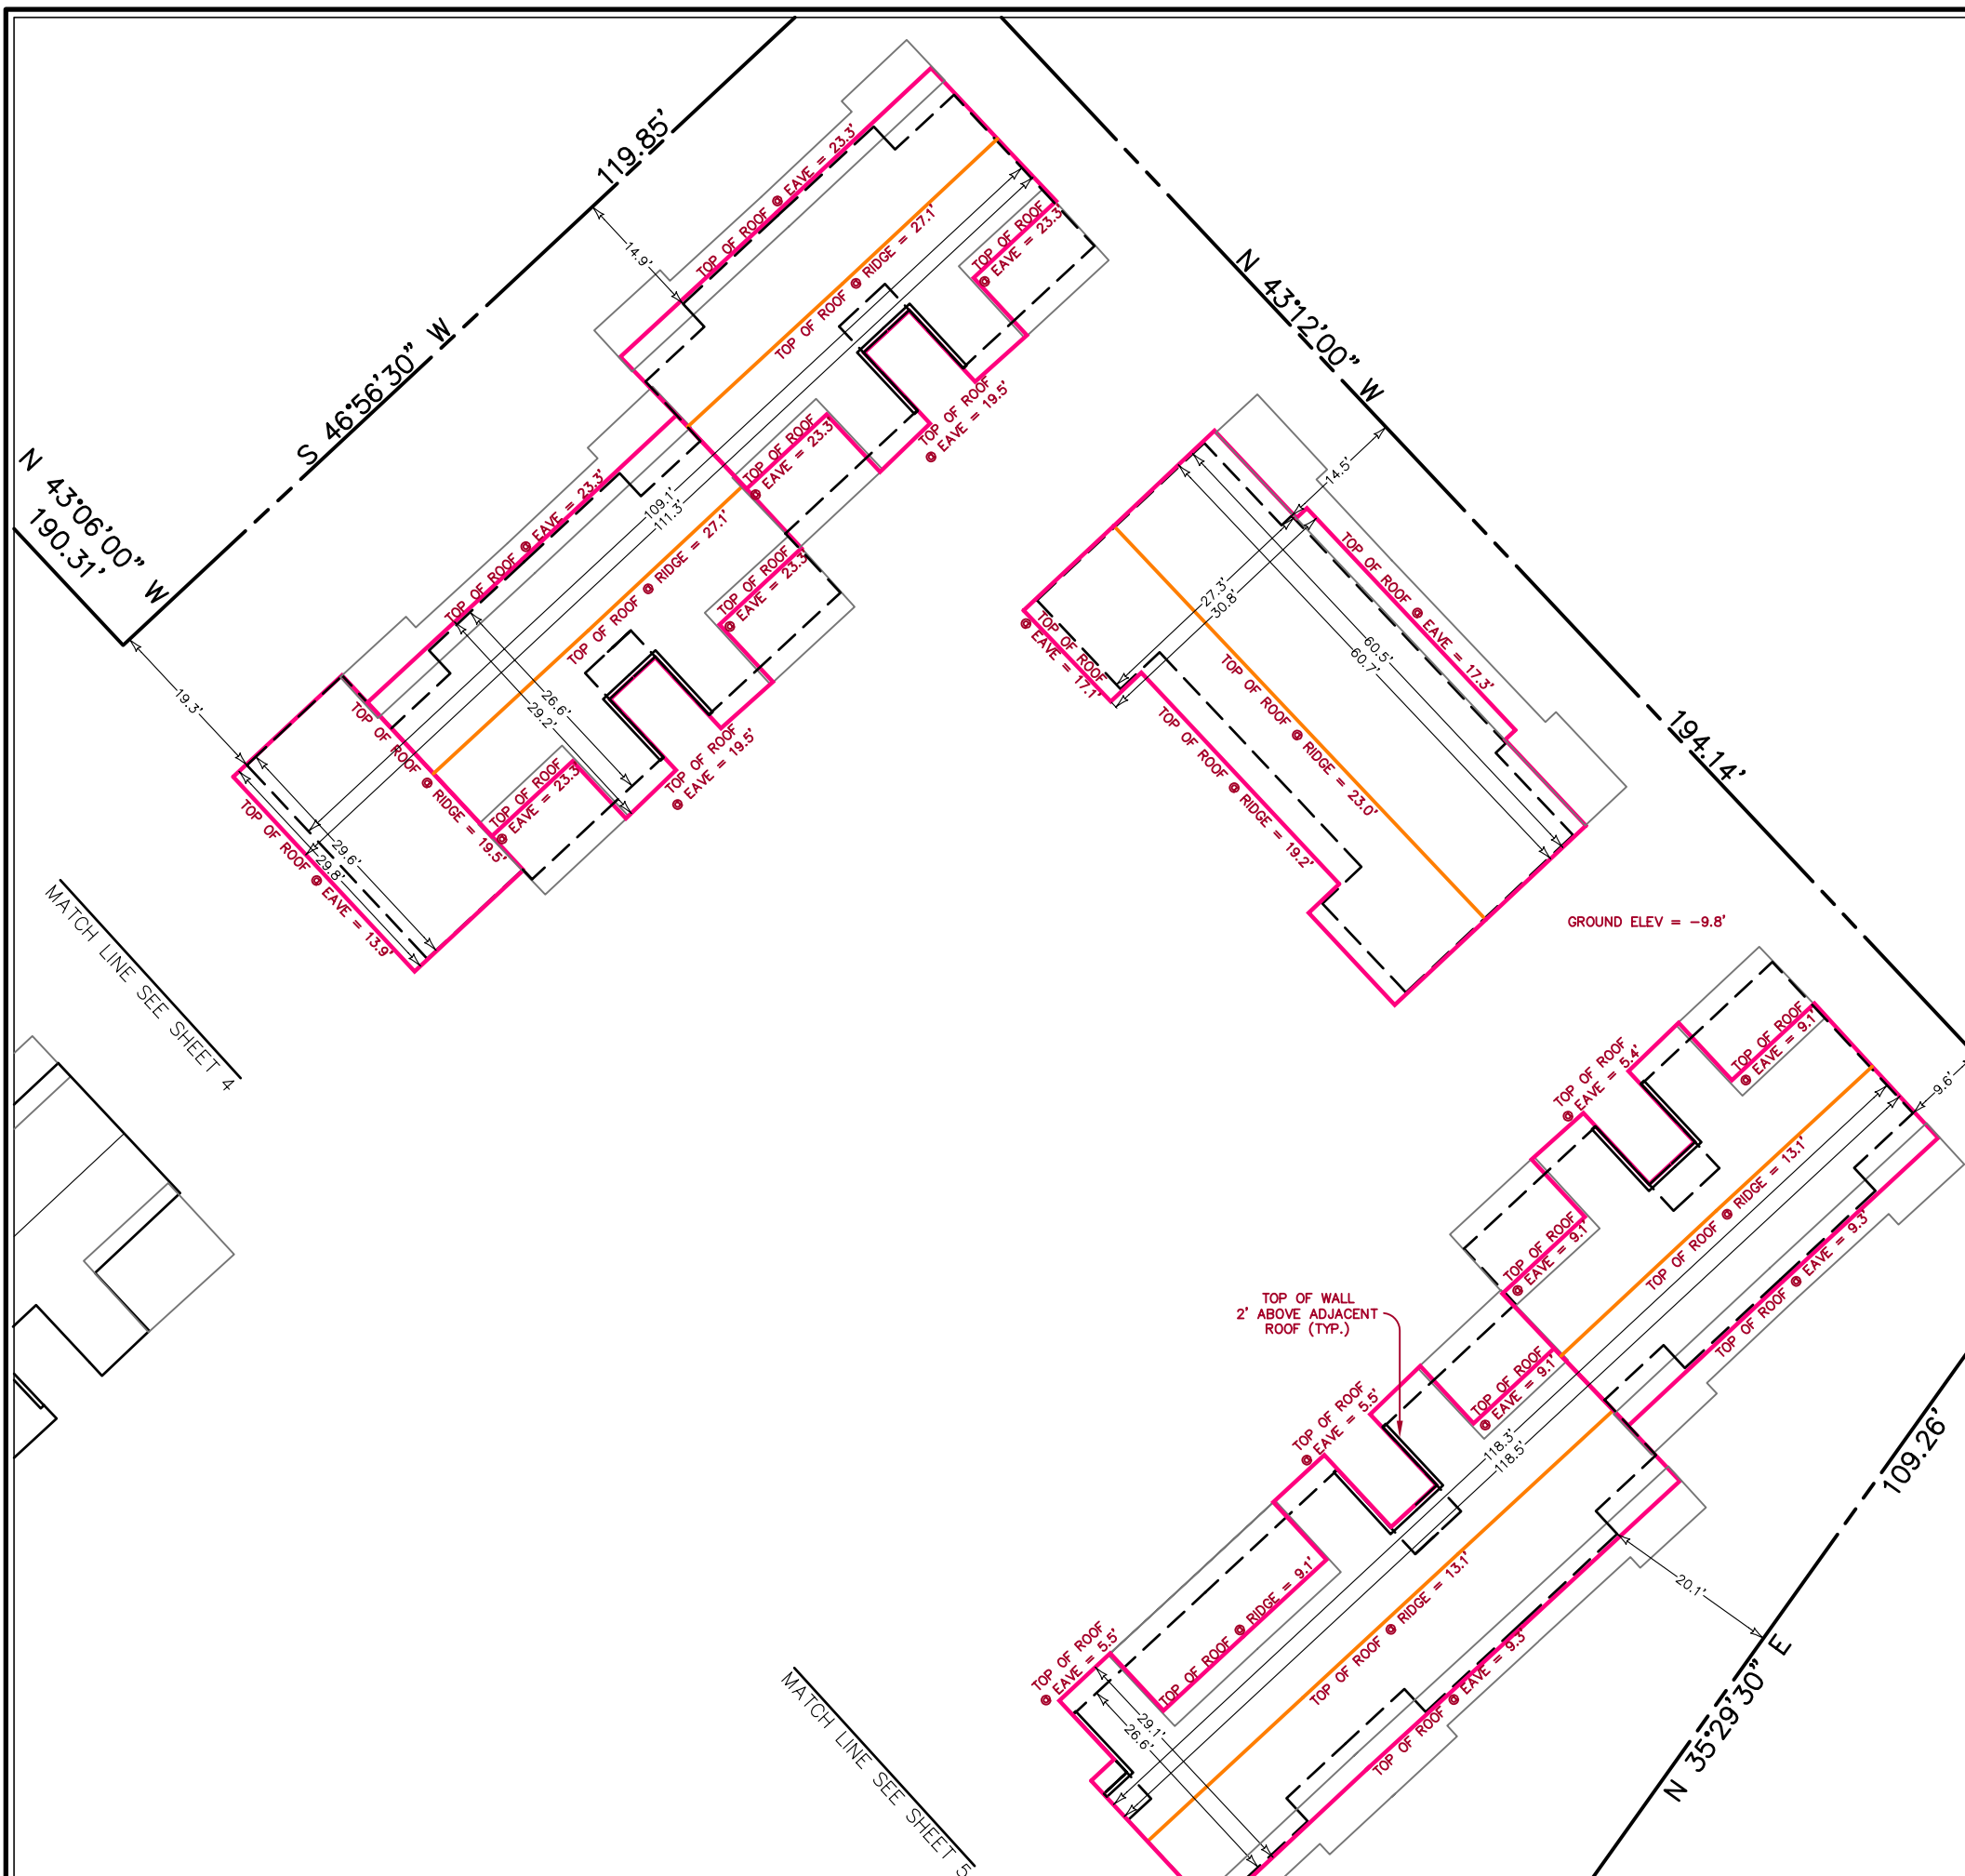 119.85'
S 46°56'30" W
N 43°06'00" W
190.31'
14.9'
19.3'
TOP OF ROOF @ EAVE = 23.3'
TOP OF ROOF @ RIDGE = 27.1'
TOP OF ROOF
@ EAVE = 23.3'
TOP OF ROOF
@ EAVE = 19.5'
TOP OF ROOF
@ EAVE = 19.5'
TOP OF ROOF
@ EAVE = 23.3'
109.1'
111.3'
TOP OF ROOF @ EAVE = 23.3'
TOP OF ROOF @ RIDGE = 27.1'
TOP OF ROOF
@ EAVE = 23.3'
26.6'
29.2'
TOP OF ROOF
@ EAVE = 19.5'
TOP OF ROOF
@ EAVE = 19.5'
TOP OF ROOF
@ EAVE = 23.3'
TOP OF ROOF @ RIDGE = 19.5'
29.6'
29.8'
TOP OF ROOF @ EAVE = 13.9'
MATCH LINE SEE SHEET 4
N 43°12'00" W
194.14'
14.5'
27.3'
30.8'
TOP OF ROOF @ EAVE = 17.3'
60.5'
60.7'
TOP OF ROOF
@ EAVE = 17.1'
TOP OF ROOF @ RIDGE = 23.0'
TOP OF ROOF @ RIDGE = 19.2'
GROUND ELEV = -9.8'
TOP OF ROOF
@ EAVE = 9.1'
TOP OF ROOF
@ EAVE = 5.4'
9.6'
TOP OF ROOF @ RIDGE = 13.1'
TOP OF ROOF @ EAVE = 9.3'
TOP OF ROOF
@ EAVE = 9.1'
TOP OF WALL
2' ABOVE ADJACENT
ROOF (TYP.)
TOP OF ROOF
@ EAVE = 9.1'
TOP OF ROOF
@ EAVE = 5.5'
118.3'
118.5'
109.26'
N 35°29'30" E
20.1'
TOP OF ROOF @ RIDGE = 9.1'
TOP OF ROOF @ RIDGE = 13.1'
TOP OF ROOF @ EAVE = 9.3'
TOP OF ROOF
@ EAVE = 5.5'
29.1'
26.6'
MATCH LINE SEE SHEET 5